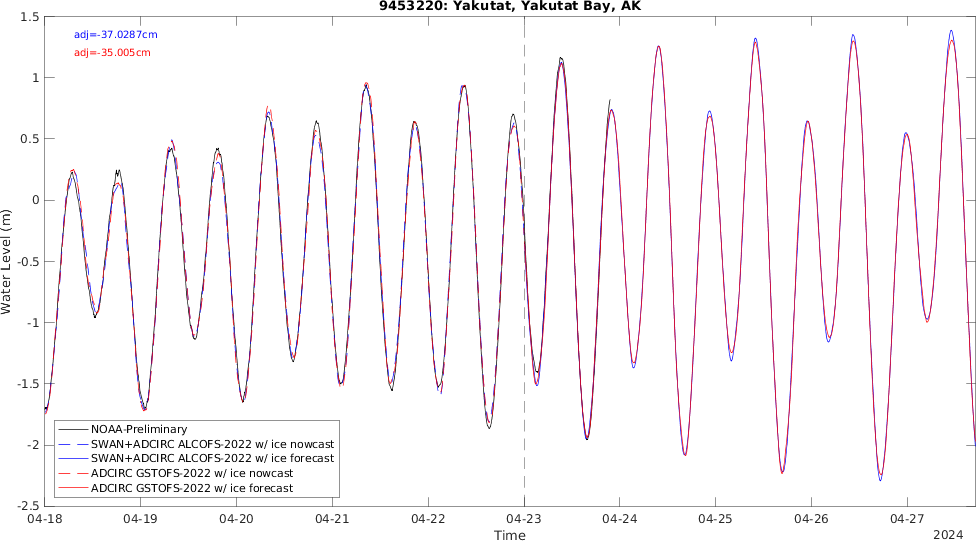 9453220: Yakutat, Yakutat Bay, AK
adj=-37.0287cm
adj=-35.005cm
1.5
1
0.5
0
-0.5
-1
-1.5
-2
-2.5
Water Level (m)
NOAA-Preliminary
SWAN+ADCIRC ALCOFS-2022 w/ ice nowcast
SWAN+ADCIRC ALCOFS-2022 w/ ice forecast
ADCIRC GSTOFS-2022 w/ ice nowcast
ADCIRC GSTOFS-2022 w/ ice forecast
04-18 04-19 04-20 04-21 04-22 04-23 04-24 04-25 04-26 04-27
Time
2024